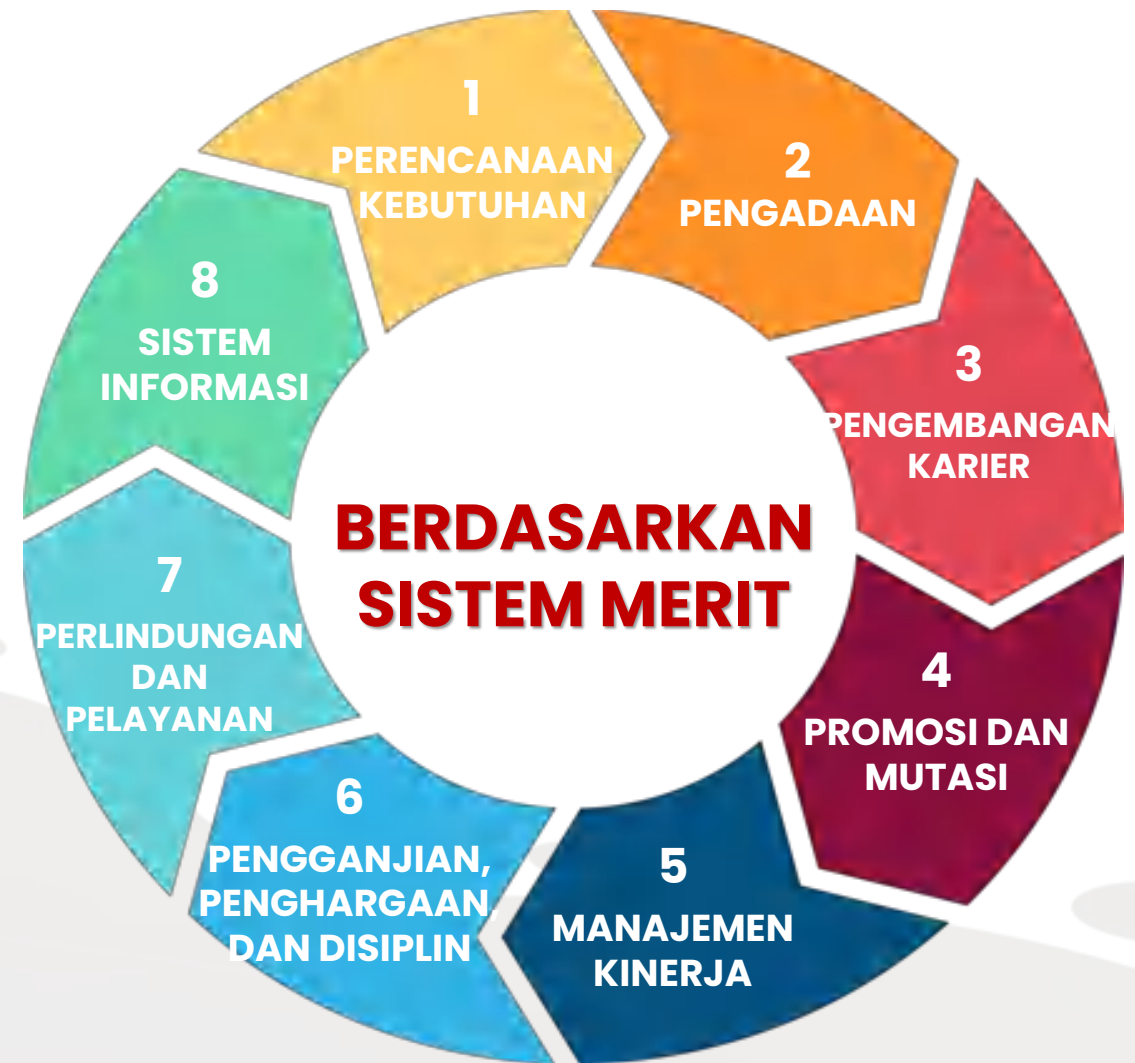 1
PERENCANAAN
KEBUTUHAN
2
PENGADAAN
3
PENGEMBANGAN
KARIER
4
PROMOSI DAN
MUTASI
5
MANAJEMEN
KINERJA
6
PENGGANJIAN,
PENGHARGAAN,
DAN DISIPLIN
7
PERLINDUNGAN
DAN
PELAYANAN
8
SISTEM
INFORMASI
BERDASARKAN
SISTEM MERIT